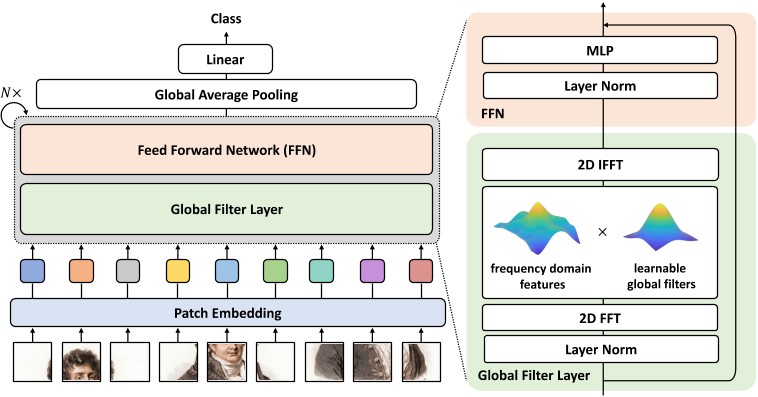 Class
Linear
Global Average Pooling
N×
Feed Forward Network (FFN)
Global Filter Layer
Patch Embedding
MLP
Layer Norm
FFN
2D IFFT
×
frequency domain
features
learnable
global filters
2D FFT
Layer Norm
Global Filter Layer